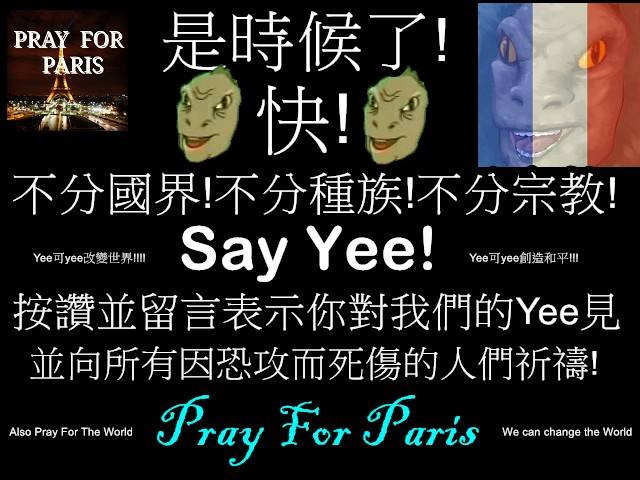 PRAY FOR
PARIS
是時候了!
快!
不分國界!不分種族!不分宗教!
Yee可yee改變世界!!!!
Say Yee!
Yee可yee創造和平!!!
按讚並留言表示你對我們的Yee見
並向所有因恐攻而死傷的人們祈禱!
Also Pray For The World
Pray For Paris
We can change the World